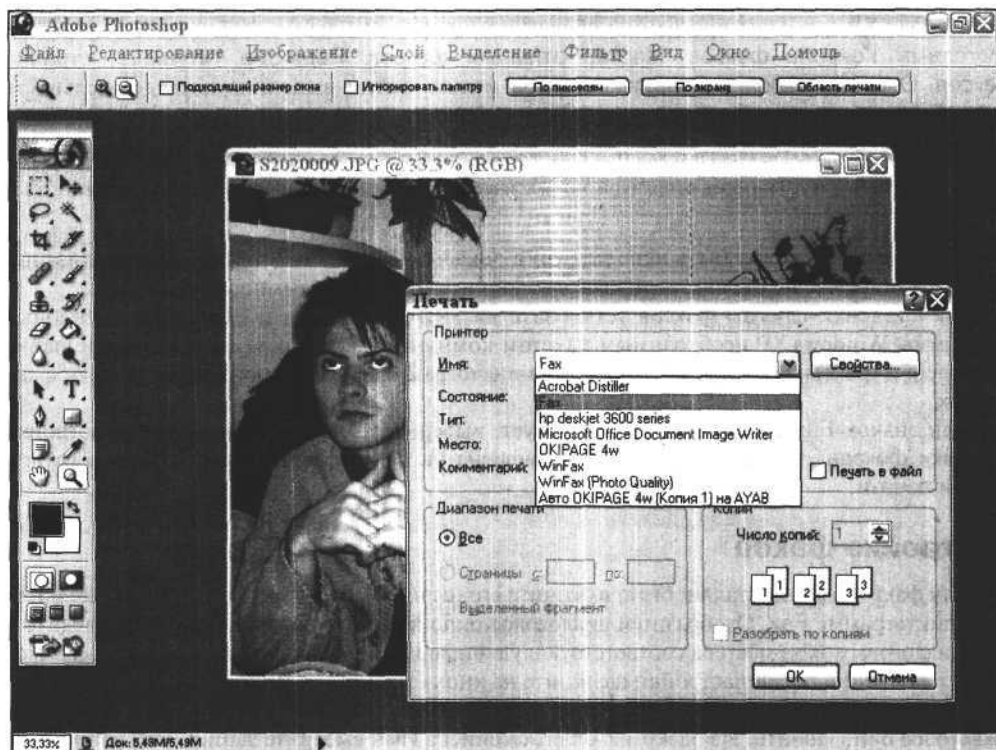 Adobe Photoshop
Файл Редактирование Изображение Слой Выделение Фильтр Вид Окно Помощь
Подходящий размер окна Игнорировать палитру По пикселям По экрану Область печати
S2020009.JPG @ 33.3% (RGB)
Печать
Принтер
Имя: Fax Свойства...
Acrobat Distiller
Состояние:
Fax
Тип:
hp deskjet 3600 series
Microsoft Office Document Image Writer
Место:
OKIPAGE 4w
Комментарий:
WinFax
Печать в файл
WinFax (Photo Quality)
Авто OKIPAGE 4w (Копия 1) на AYAB
Диапазон печати
Копии
Все
Число копий: 1
Страницы с: по:
1 1 2 2 3 3
Выделенный фрагмент
Разобрать по копиям
OK Отмена
33,33% Док: 5,49M/5,49M